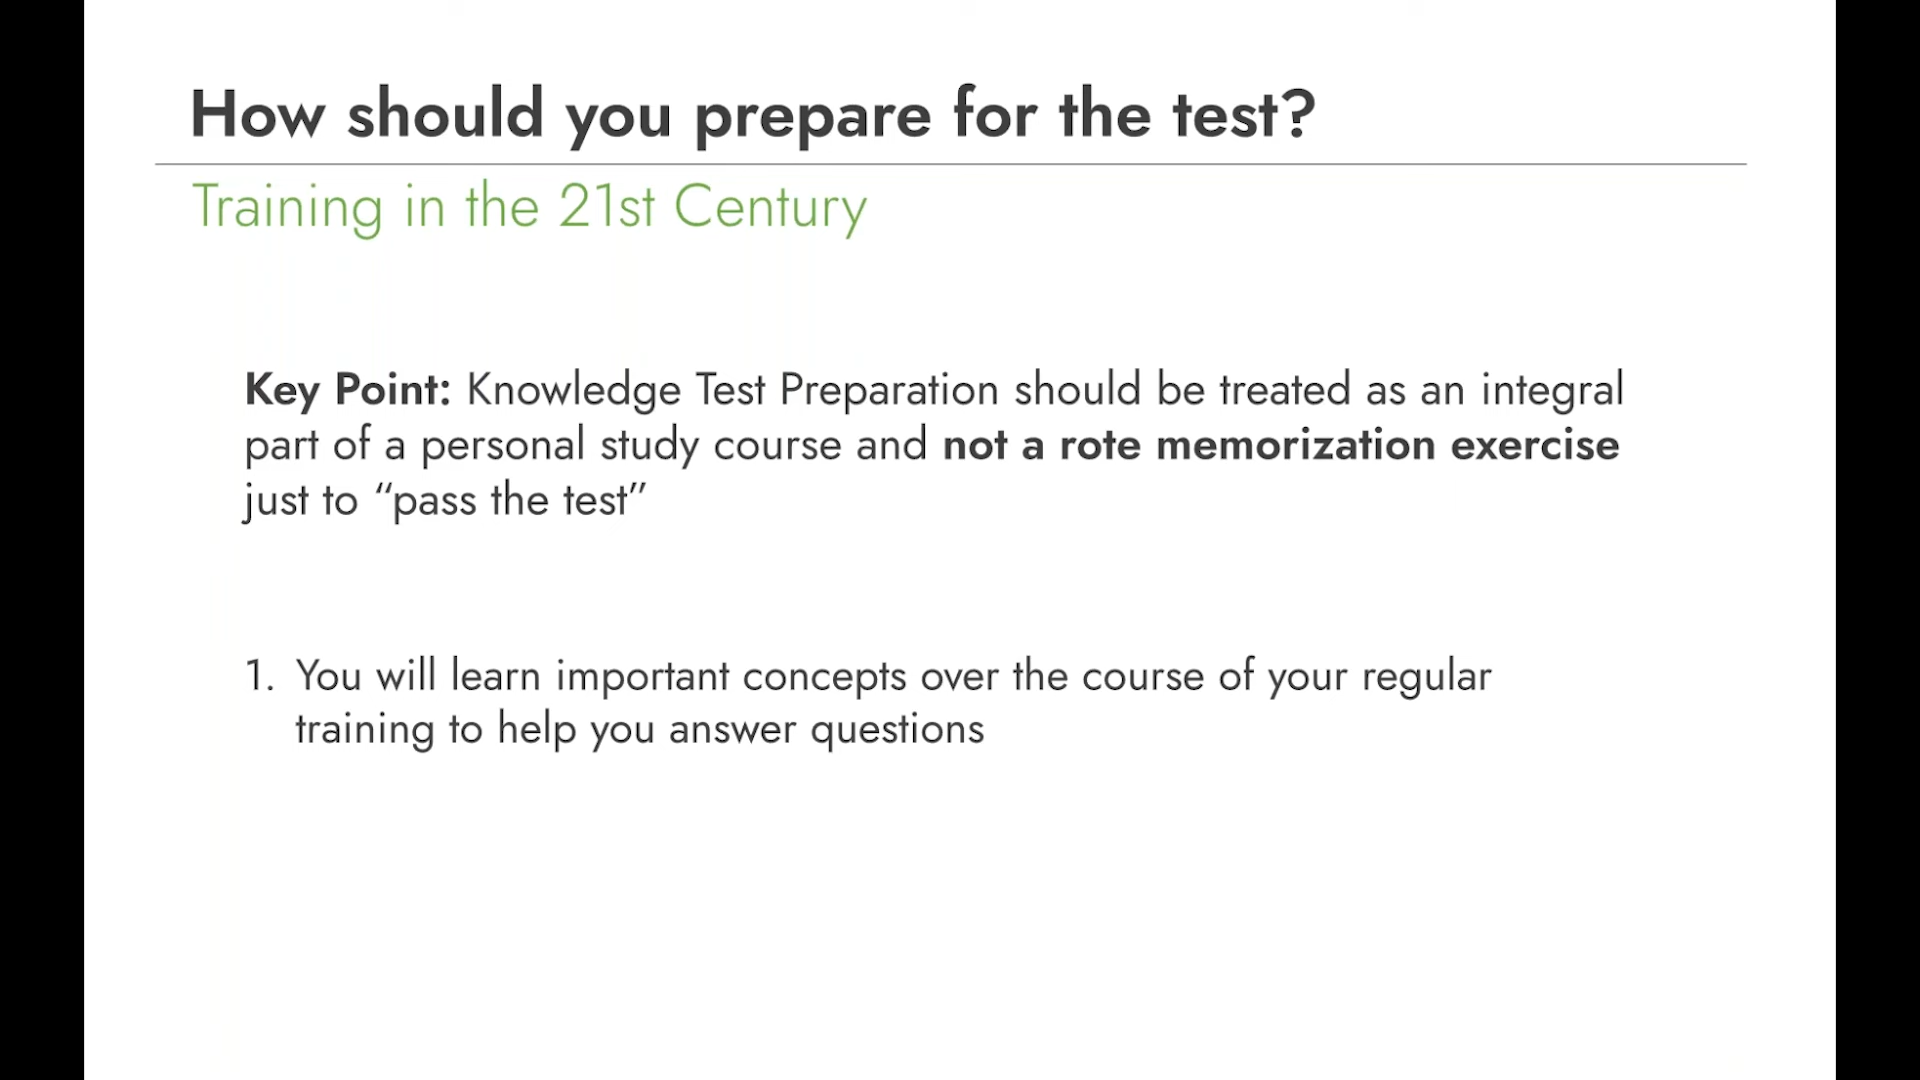 How should you prepare for the test?
Training in the 21st Century
Key Point: Knowledge Test Preparation should be treated as an integral
part of a personal study course and not a rote memorization exercise
just to “pass the test”
1. You will learn important concepts over the course of your regular
training to help you answer questions